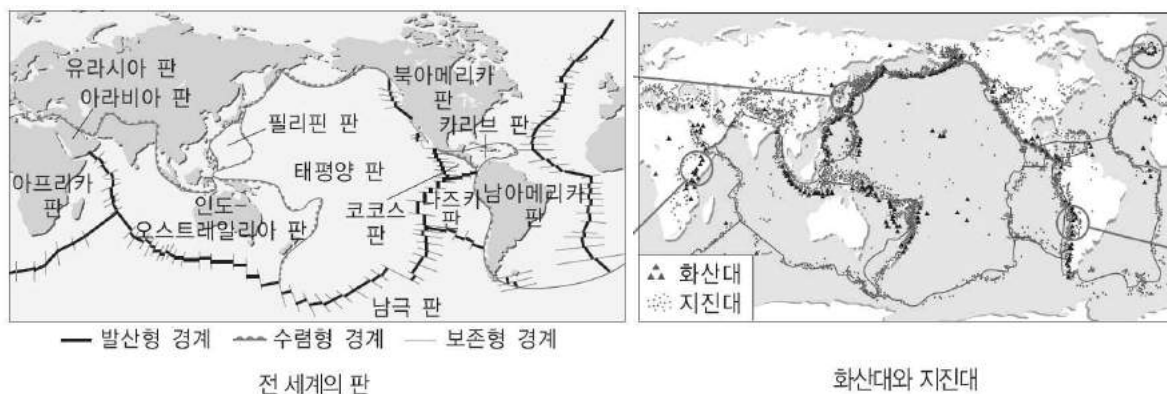 유라시아 판
아라비아 판
필리핀 판
북아메리카
판
카리브 판
태평양 판
아프리카
판
인도
오스트레일리아 판
코코스
판
나즈카
판
남아메리카
판
남극 판
발산형 경계
수렴형 경계
보존형 경계
전 세계의 판
화산대
지진대
화산대와 지진대